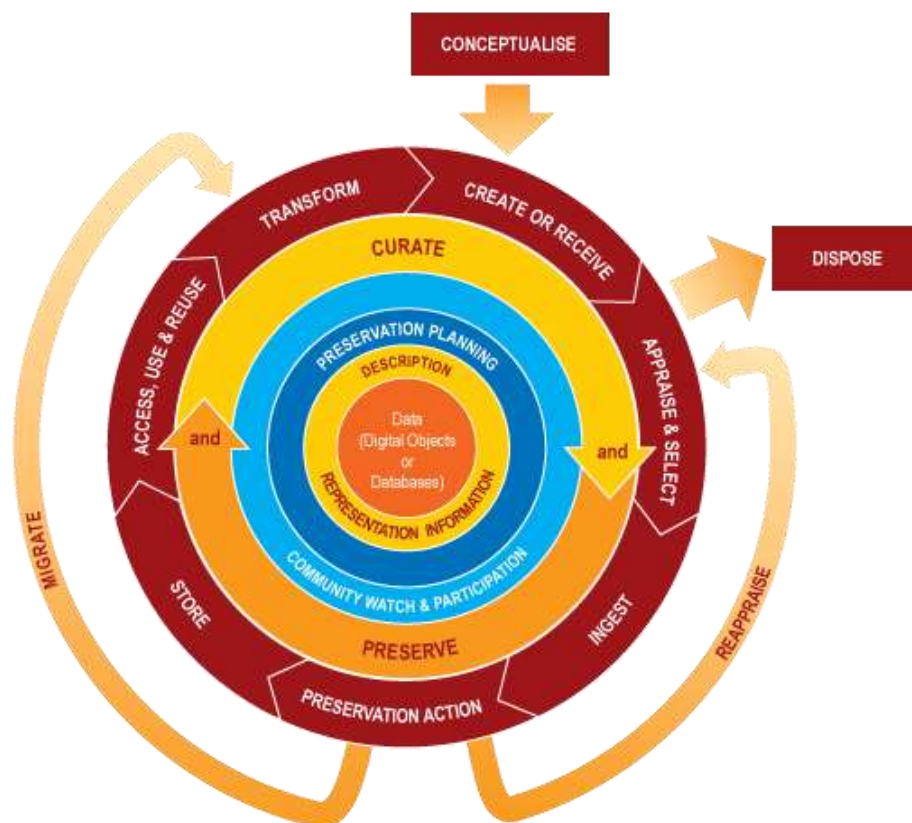 CONCEPTUALISE
CREATE OR RECEIVE
DISPOSE
APPRAISE & SELECT
INGEST
PRESERVATION ACTION
STORE
ACCESS, USE & REUSE
TRANSFORM
MIGRATE
REAPPRAISE
CURATE
and
PRESERVE
and
COMMUNITY WATCH & PARTICIPATION
PRESERVATION PLANNING
DESCRIPTION
REPRESENTATION INFORMATION
Data
(Digital Objects
or
Databases)